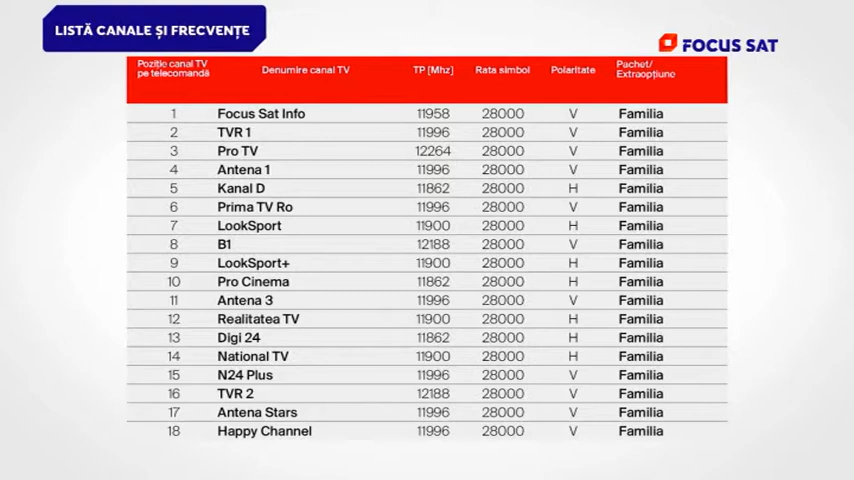 LISTĂ CANALE ȘI FRECVENȚE
FOCUS SAT
Poziție canal TV pe telecomandă Denumire canal TV TP [Mhz] Rata simbol Polaritate Pachet/ Extraopțiune
1 Focus Sat Info 11958 28000 V Familia
2 TVR 1 11996 28000 V Familia
3 Pro TV 12264 28000 V Familia
4 Antena 1 11996 28000 V Familia
5 Kanal D 11862 28000 H Familia
6 Prima TV Ro 11996 28000 V Familia
7 LookSport 11900 28000 H Familia
8 B1 12188 28000 V Familia
9 LookSport+ 11900 28000 H Familia
10 Pro Cinema 11862 28000 H Familia
11 Antena 3 11996 28000 V Familia
12 Realitatea TV 11900 28000 H Familia
13 Digi 24 11862 28000 H Familia
14 National TV 11900 28000 H Familia
15 N24 Plus 11996 28000 V Familia
16 TVR 2 12188 28000 V Familia
17 Antena Stars 11996 28000 V Familia
18 Happy Channel 11996 28000 V Familia